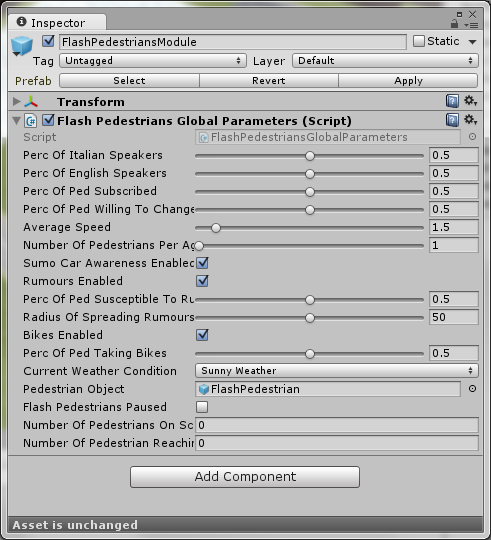 Inspector
FlashPedestriansModule Static
Tag Untagged Layer Default
Prefab Select Revert Apply
Transform
Flash Pedestrians Global Parameters (Script)
Script FlashPedestriansGlobalParameters
Perc Of Italian Speakers 0.5
Perc Of English Speakers 0.5
Perc Of Ped Subscribed 0.5
Perc Of Ped Willing To Change 0.5
Average Speed 1.5
Number Of Pedestrians Per Ag 1
Sumo Car Awareness Enabled
Rumours Enabled
Perc Of Ped Susceptible To Ru 0.5
Radius Of Spreading Rumours 50
Bikes Enabled
Perc Of Ped Taking Bikes 0.5
Current Weather Condition Sunny Weather
Pedestrian Object FlashPedestrian
Flash Pedestrians Paused
Number Of Pedestrians On Sc 0
Number Of Pedestrian Reachin 0
Add Component
Asset is unchanged